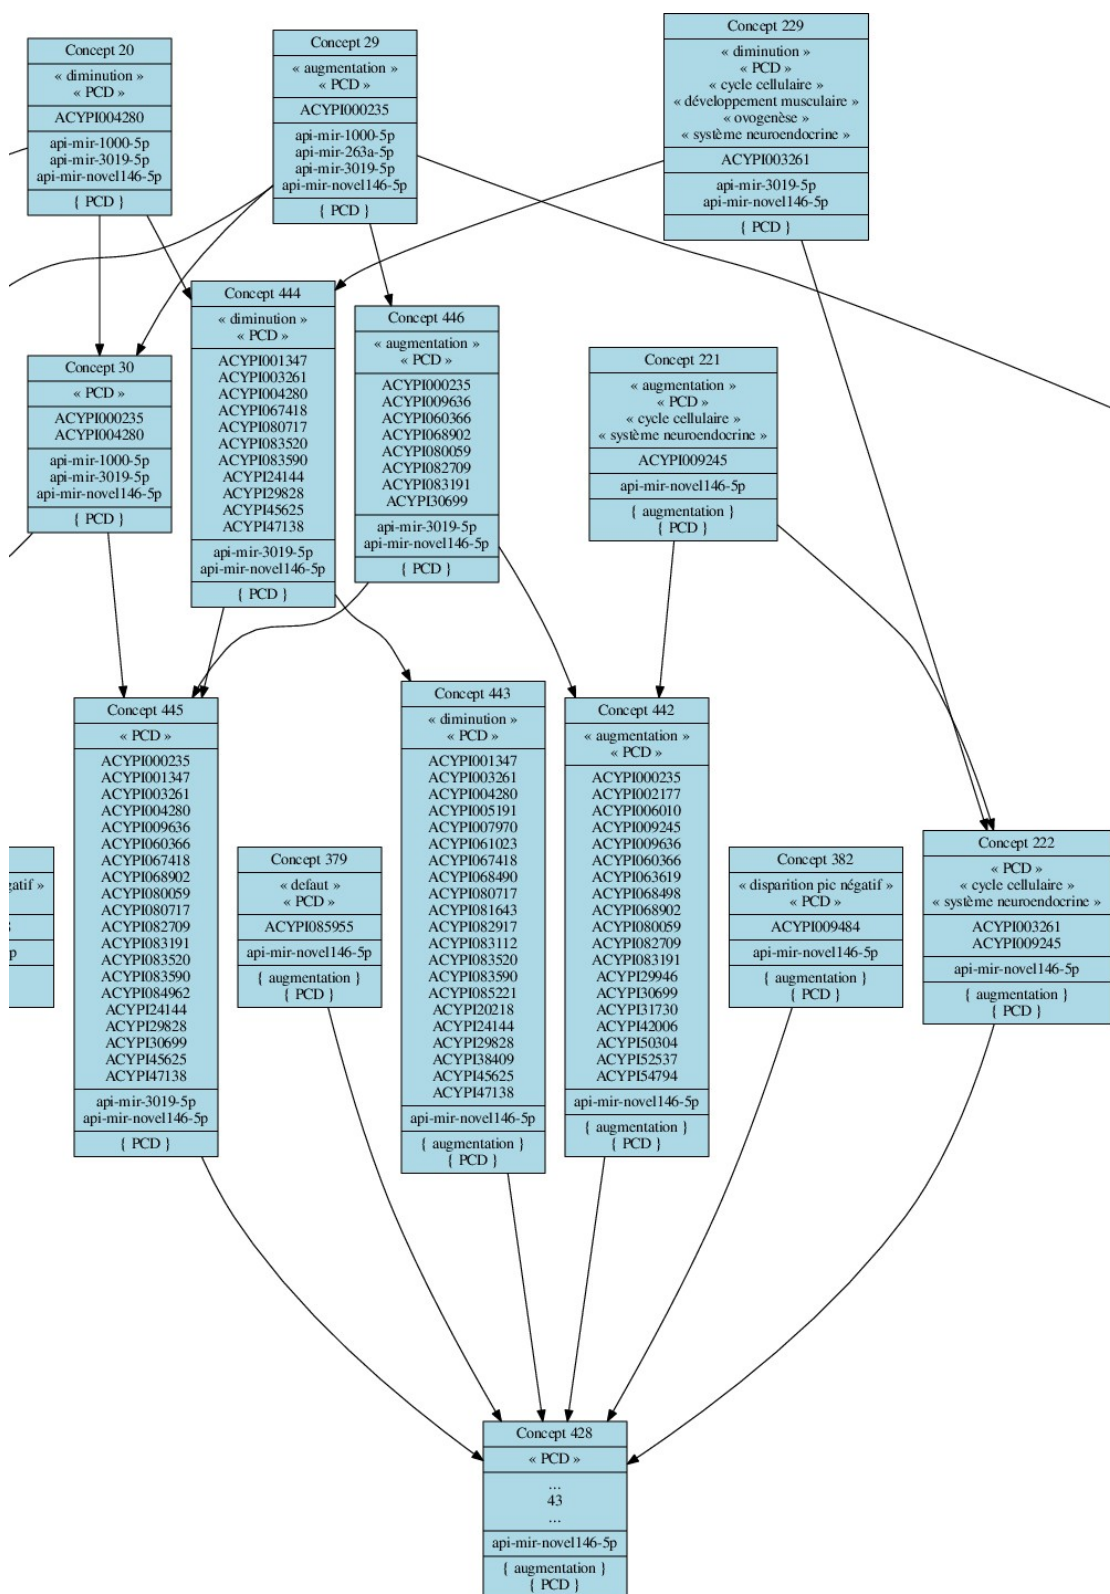 Concept 20
« diminution »
« PCD »
ACYPI004280
api-mir-1000-5p
api-mir-3019-5p
api-mir-novel146-5p
{ PCD }
Concept 29
« augmentation »
« PCD »
ACYPI000235
api-mir-1000-5p
api-mir-263a-5p
api-mir-3019-5p
api-mir-novel146-5p
{ PCD }
Concept 229
« diminution »
« PCD »
« cycle cellulaire »
« développement musculaire »
« ovogenèse »
« système neuroendocrine »
ACYPI003261
api-mir-3019-5p
api-mir-novel146-5p
{ PCD }
Concept 444
« diminution »
« PCD »
ACYPI001347
ACYPI003261
ACYPI004280
ACYPI067418
ACYPI080717
ACYPI083520
ACYPI083590
ACYPI24144
ACYPI29828
ACYPI45625
ACYPI47138
api-mir-3019-5p
api-mir-novel146-5p
{ PCD }
Concept 446
« augmentation »
« PCD »
ACYPI000235
ACYPI009636
ACYPI060366
ACYPI068902
ACYPI080059
ACYPI082709
ACYPI083191
ACYPI30699
api-mir-3019-5p
api-mir-novel146-5p
{ PCD }
Concept 30
« PCD »
ACYPI000235
ACYPI004280
api-mir-1000-5p
api-mir-3019-5p
api-mir-novel146-5p
{ PCD }
Concept 221
« augmentation »
« PCD »
« cycle cellulaire »
« système neuroendocrine »
ACYPI009245
api-mir-novel146-5p
{ augmentation }
{ PCD }
Concept 445
« PCD »
ACYPI000235
ACYPI001347
ACYPI003261
ACYPI004280
ACYPI009636
ACYPI060366
ACYPI067418
ACYPI068902
ACYPI080059
ACYPI080717
ACYPI082709
ACYPI083191
ACYPI083520
ACYPI083590
ACYPI084962
ACYPI24144
ACYPI29828
ACYPI30699
ACYPI45625
ACYPI47138
api-mir-3019-5p
api-mir-novel146-5p
{ PCD }
Concept 443
« diminution »
« PCD »
ACYPI001347
ACYPI003261
ACYPI004280
ACYPI005191
ACYPI007970
ACYPI061023
ACYPI067418
ACYPI068490
ACYPI080717
ACYPI081643
ACYPI082917
ACYPI083112
ACYPI083520
ACYPI083590
ACYPI085221
ACYPI20218
ACYPI24144
ACYPI29828
ACYPI38409
ACYPI45625
ACYPI47138
api-mir-novel146-5p
{ augmentation }
{ PCD }
Concept 442
« augmentation »
« PCD »
ACYPI000235
ACYPI002177
ACYPI006010
ACYPI009245
ACYPI009636
ACYPI060366
ACYPI063619
ACYPI068498
ACYPI068902
ACYPI080059
ACYPI082709
ACYPI083191
ACYPI29946
ACYPI30699
ACYPI31730
ACYPI42006
ACYPI50304
ACYPI52537
ACYPI54794
api-mir-novel146-5p
{ augmentation }
{ PCD }
gatif »
p
Concept 379
« defaut »
« PCD »
ACYPI085955
api-mir-novel146-5p
{ augmentation }
{ PCD }
Concept 382
« disparition pic négatif »
« PCD »
ACYPI009484
api-mir-novel146-5p
{ augmentation }
{ PCD }
Concept 222
« PCD »
« cycle cellulaire »
« système neuroendocrine »
ACYPI003261
ACYPI009245
api-mir-novel146-5p
{ augmentation }
{ PCD }
Concept 428
« PCD »
...
43
...
api-mir-novel146-5p
{ augmentation }
{ PCD }